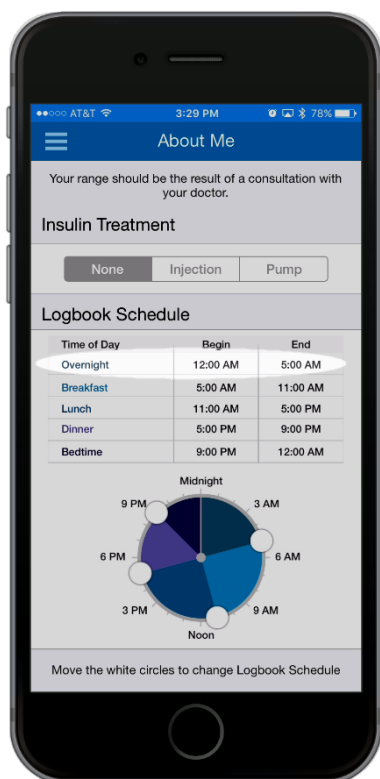 ●●○○○ AT&T 3:29 PM 78%
About Me
Your range should be the result of a consultation with
your doctor.
Insulin Treatment
None Injection Pump
Logbook Schedule
Time of Day Begin End
Overnight 12:00 AM 5:00 AM
Breakfast 5:00 AM 11:00 AM
Lunch 11:00 AM 5:00 PM
Dinner 5:00 PM 9:00 PM
Bedtime 9:00 PM 12:00 AM
Midnight
9 PM 3 AM
6 PM 6 AM
3 PM 9 AM
Noon
Move the white circles to change Logbook Schedule